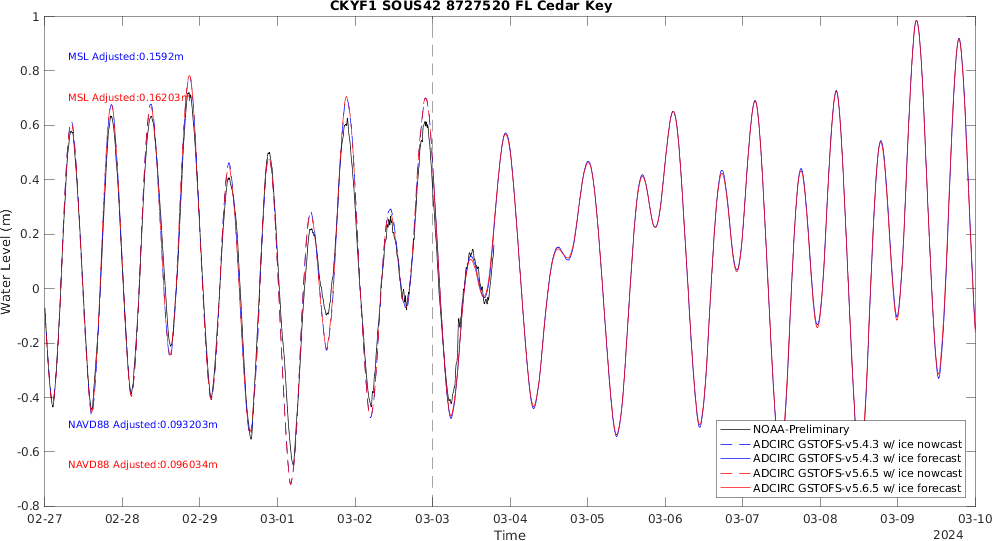 CKYF1 SOUS42 8727520 FL Cedar Key
1
0.8
0.6
0.4
0.2
0
-0.2
-0.4
-0.6
-0.8
Water Level (m)
MSL Adjusted:0.1592m
MSL Adjusted:0.16203m
NAVD88 Adjusted:0.093203m
NAVD88 Adjusted:0.096034m
NOAA-Preliminary
ADCIRC GSTOFS-v5.4.3 w/ ice nowcast
ADCIRC GSTOFS-v5.4.3 w/ ice forecast
ADCIRC GSTOFS-v5.6.5 w/ ice nowcast
ADCIRC GSTOFS-v5.6.5 w/ ice forecast
02-27 02-28 02-29 03-01 03-02 03-03 03-04 03-05 03-06 03-07 03-08 03-09 03-10
Time
2024